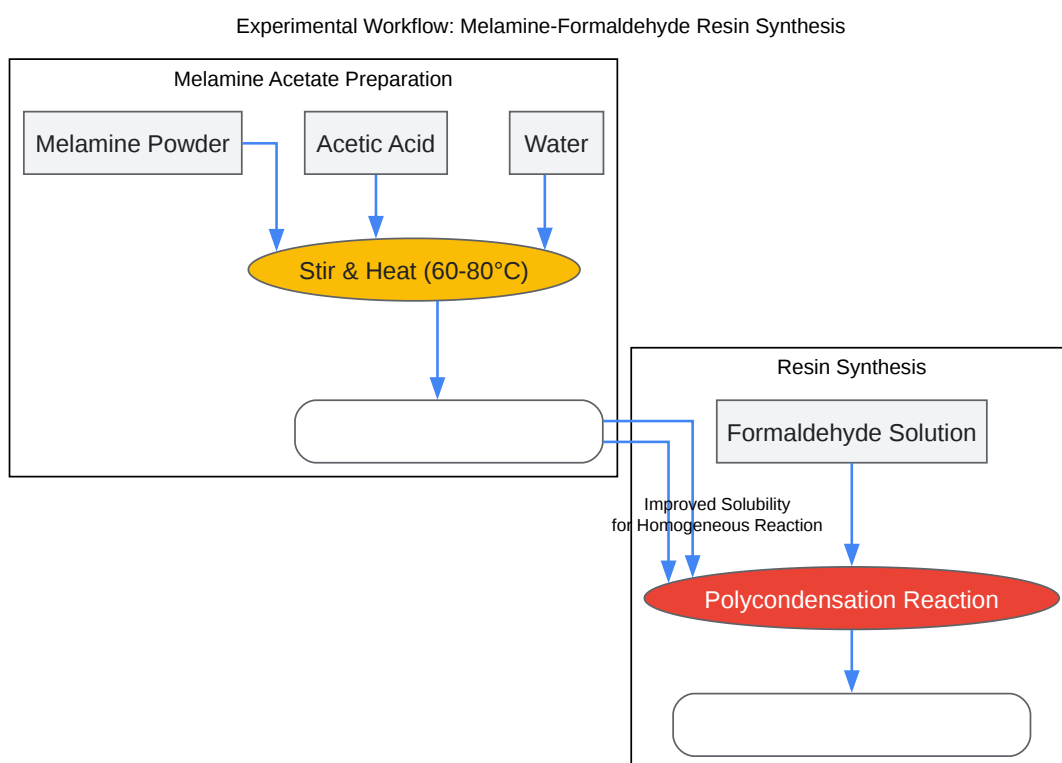 Experimental Workflow: Melamine-Formaldehyde Resin Synthesis
Melamine Acetate Preparation
Melamine Powder
Acetic Acid
Water
Stir & Heat (60-80°C)
Resin Synthesis
Formaldehyde Solution
Improved Solubility
for Homogeneous Reaction
Polycondensation Reaction